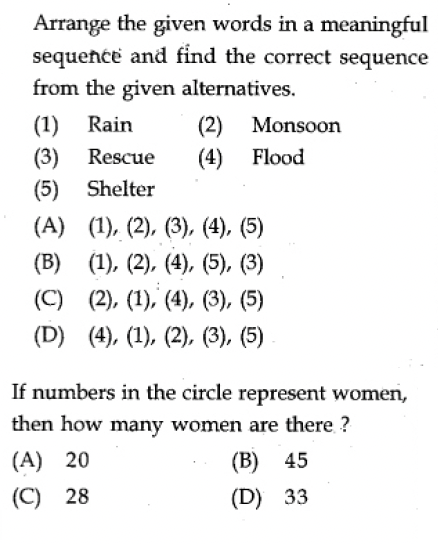 Arrange the given words in a meaningful
sequence and find the correct sequence
from the given alternatives.
(1) Rain (2) Monsoon
(3) Rescue (4) Flood
(5) Shelter
(A) (1), (2), (3), (4), (5)
(B) (1), (2), (4), (5), (3)
(C) (2), (1), (4), (3), (5)
(D) (4), (1), (2), (3), (5)
If numbers in the circle represent women,
then how many women are there ?
(A) 20 (B) 45
(C) 28 (D) 33